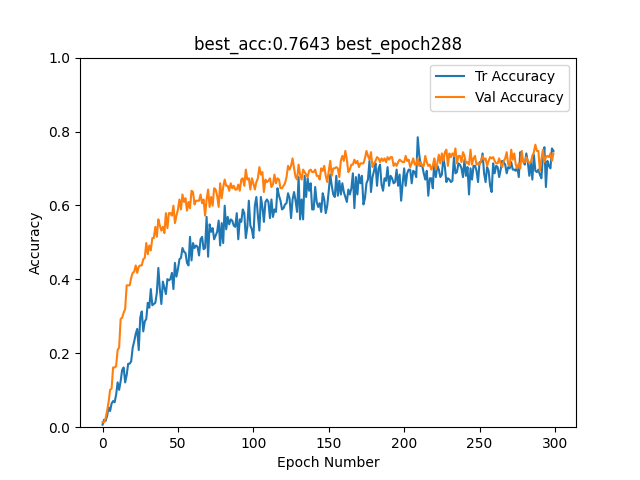 best_acc:0.7643 best_epoch288
Tr Accuracy
Val Accuracy
1.0
0.8
0.6
0.4
0.2
0.0
Accuracy
0 50 100 150 200 250 300
Epoch Number